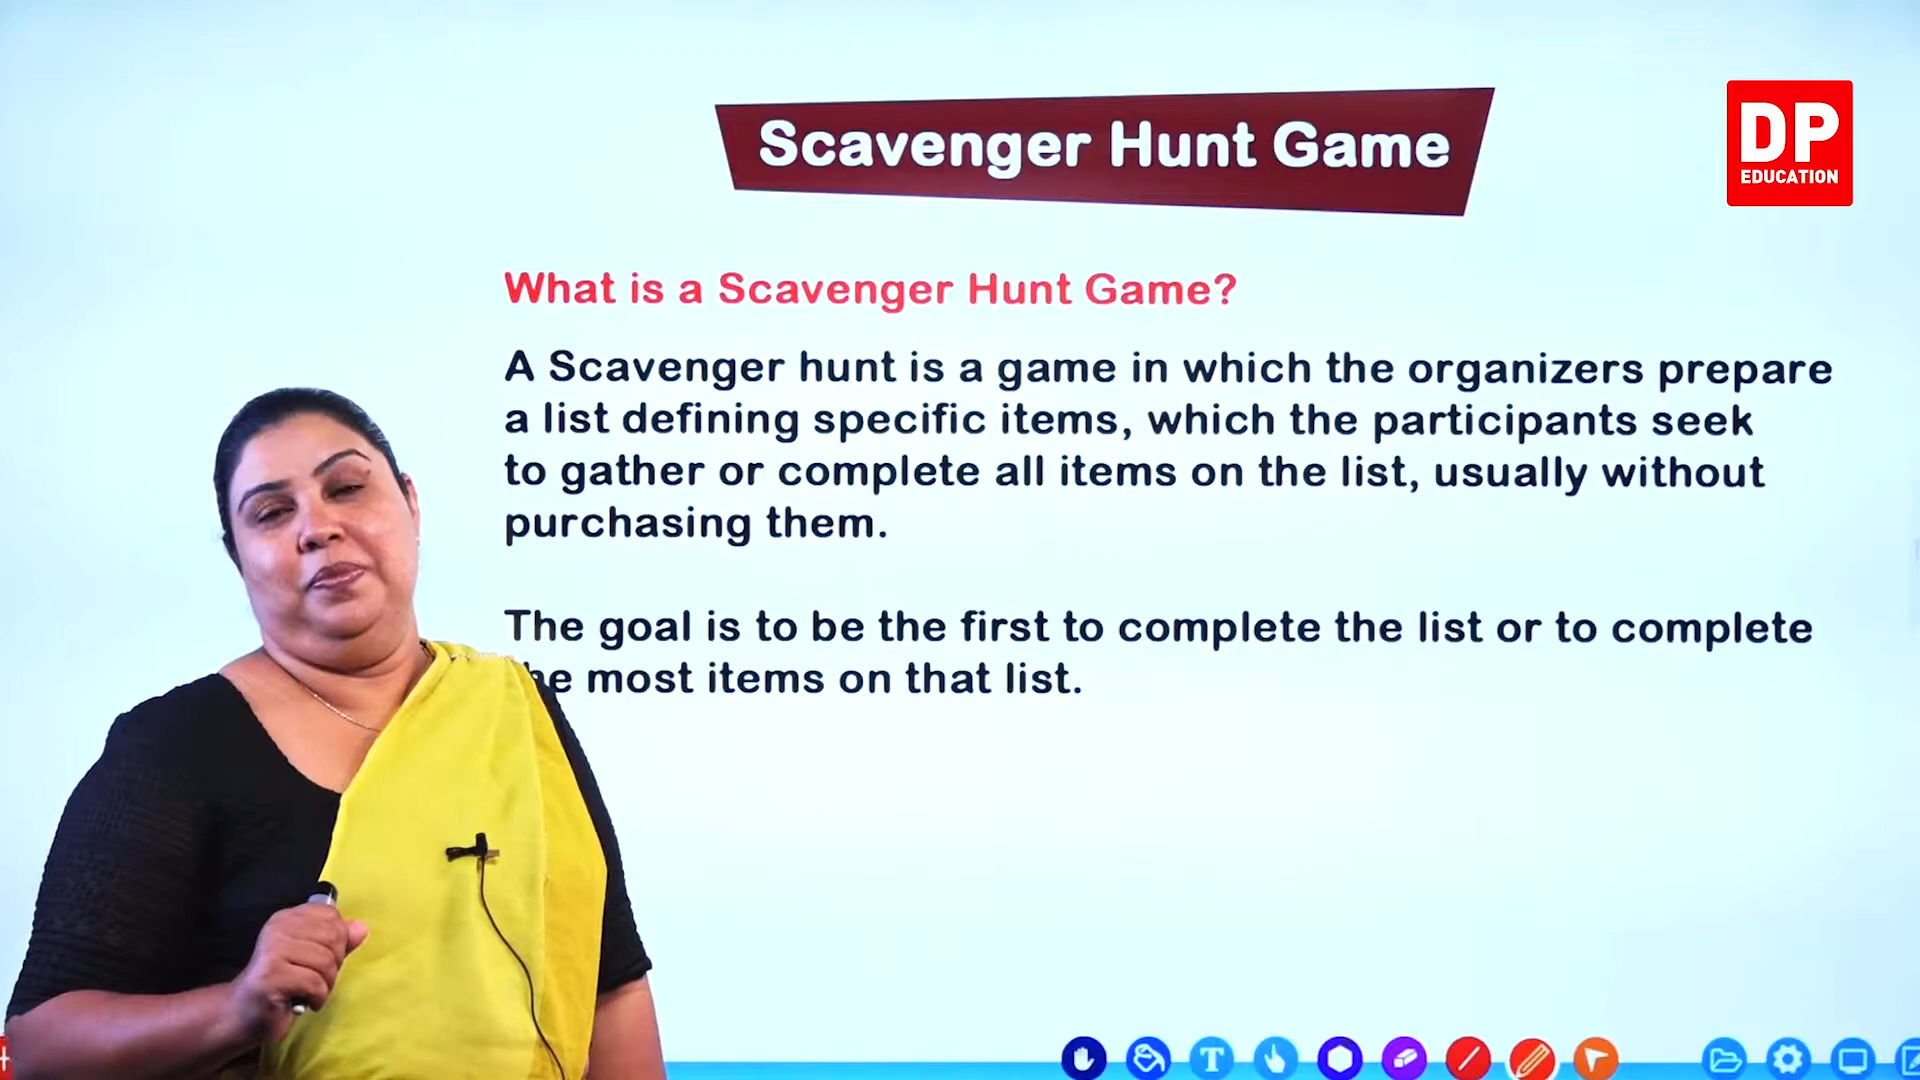 Scavenger Hunt Game
DP
EDUCATION
What is a Scavenger Hunt Game?
A Scavenger hunt is a game in which the organizers prepare
a list defining specific items, which the participants seek
to gather or complete all items on the list, usually without
purchasing them.
The goal is to be the first to complete the list or to complete
he most items on that list.
T